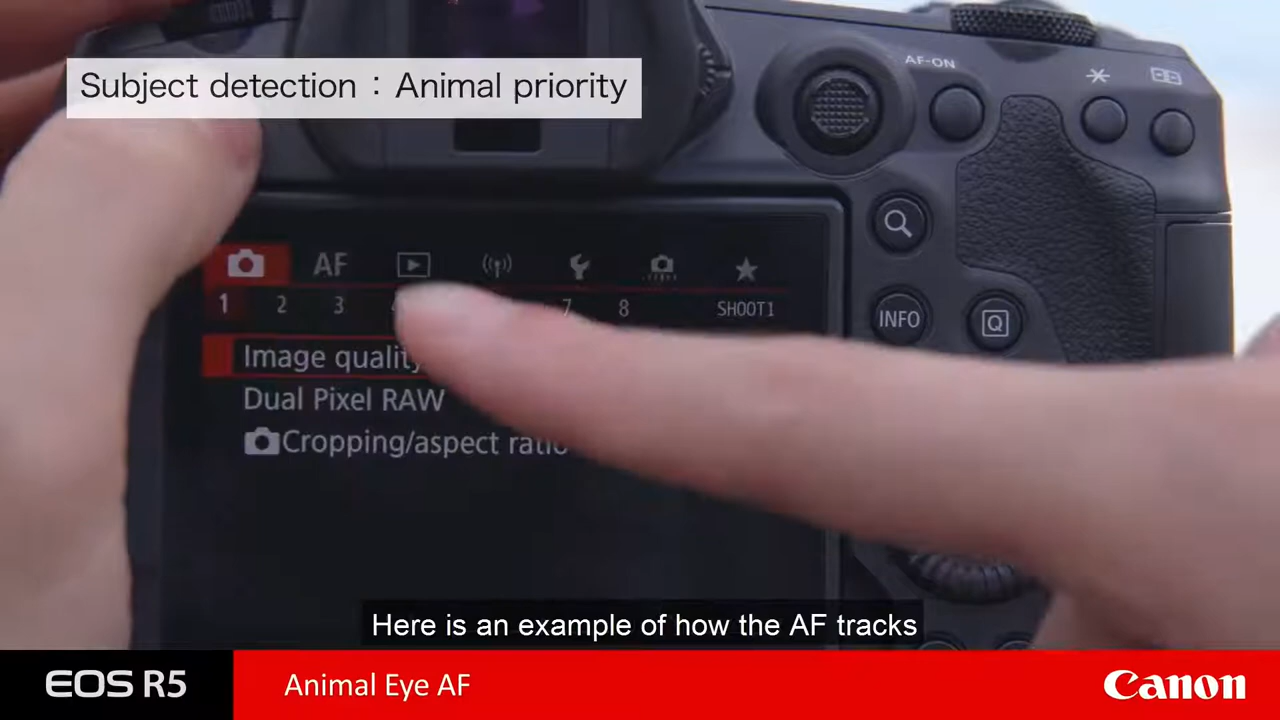 Subject detection : Animal priority
AF-ON
AF
1 2 3 7 8 SHOOT1
INFO
Q
Image quality
Dual Pixel RAW
Cropping/aspect ratio
Here is an example of how the AF tracks
EOS R5 Animal Eye AF Canon